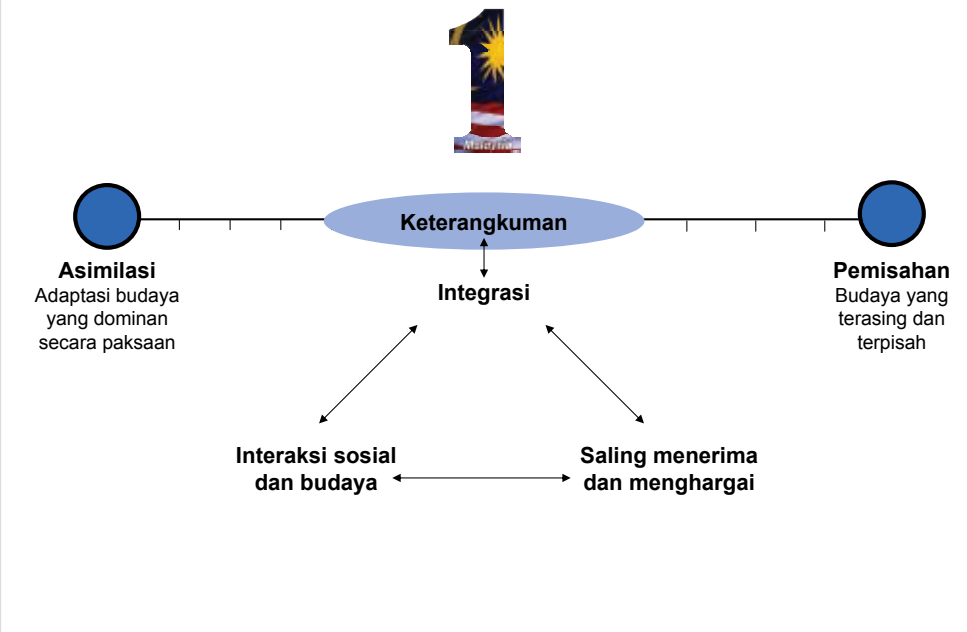 1
Malaysia
Keterangkuman
Asimilasi
Adaptasi budaya
yang dominan
secara paksaan
Pemisahan
Budaya yang
terasing dan
terpisah
Integrasi
Interaksi sosial
dan budaya
Saling menerima
dan menghargai